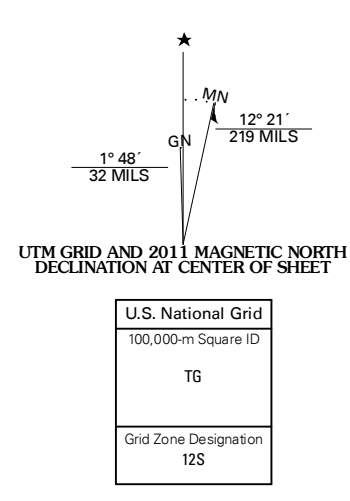 MN
12° 21´
219 MILS
GN
1° 48´
32 MILS
UTM GRID AND 2011 MAGNETIC NORTH
DECLINATION AT CENTER OF SHEET
U.S. National Grid
100,000-m Square ID
TG
Grid Zone Designation
12S